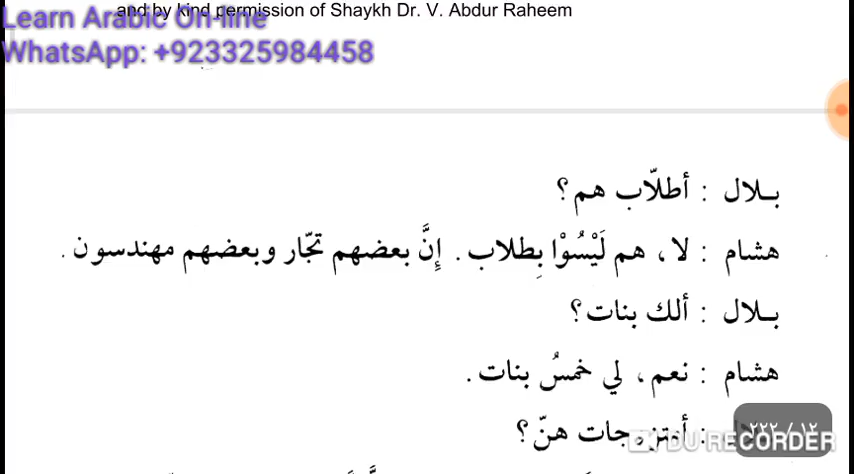 and by kind permission of Shaykh Dr. V. Abdur Raheem
Learn Arabic On-line
WhatsApp: +923325984458
بـلال : أطلّاب هم؟
هشام : لا، هم لَيْسُوْا بِطلاب. إِنَّ بعضهم تجّار وبعضهم مهندسون.
بـلال : ألك بنات؟
هشام : نعم، لي خمسُ بنات.
: أمتزوجات هنّ؟
١٢ / ٢٢٢
DU RECORDER